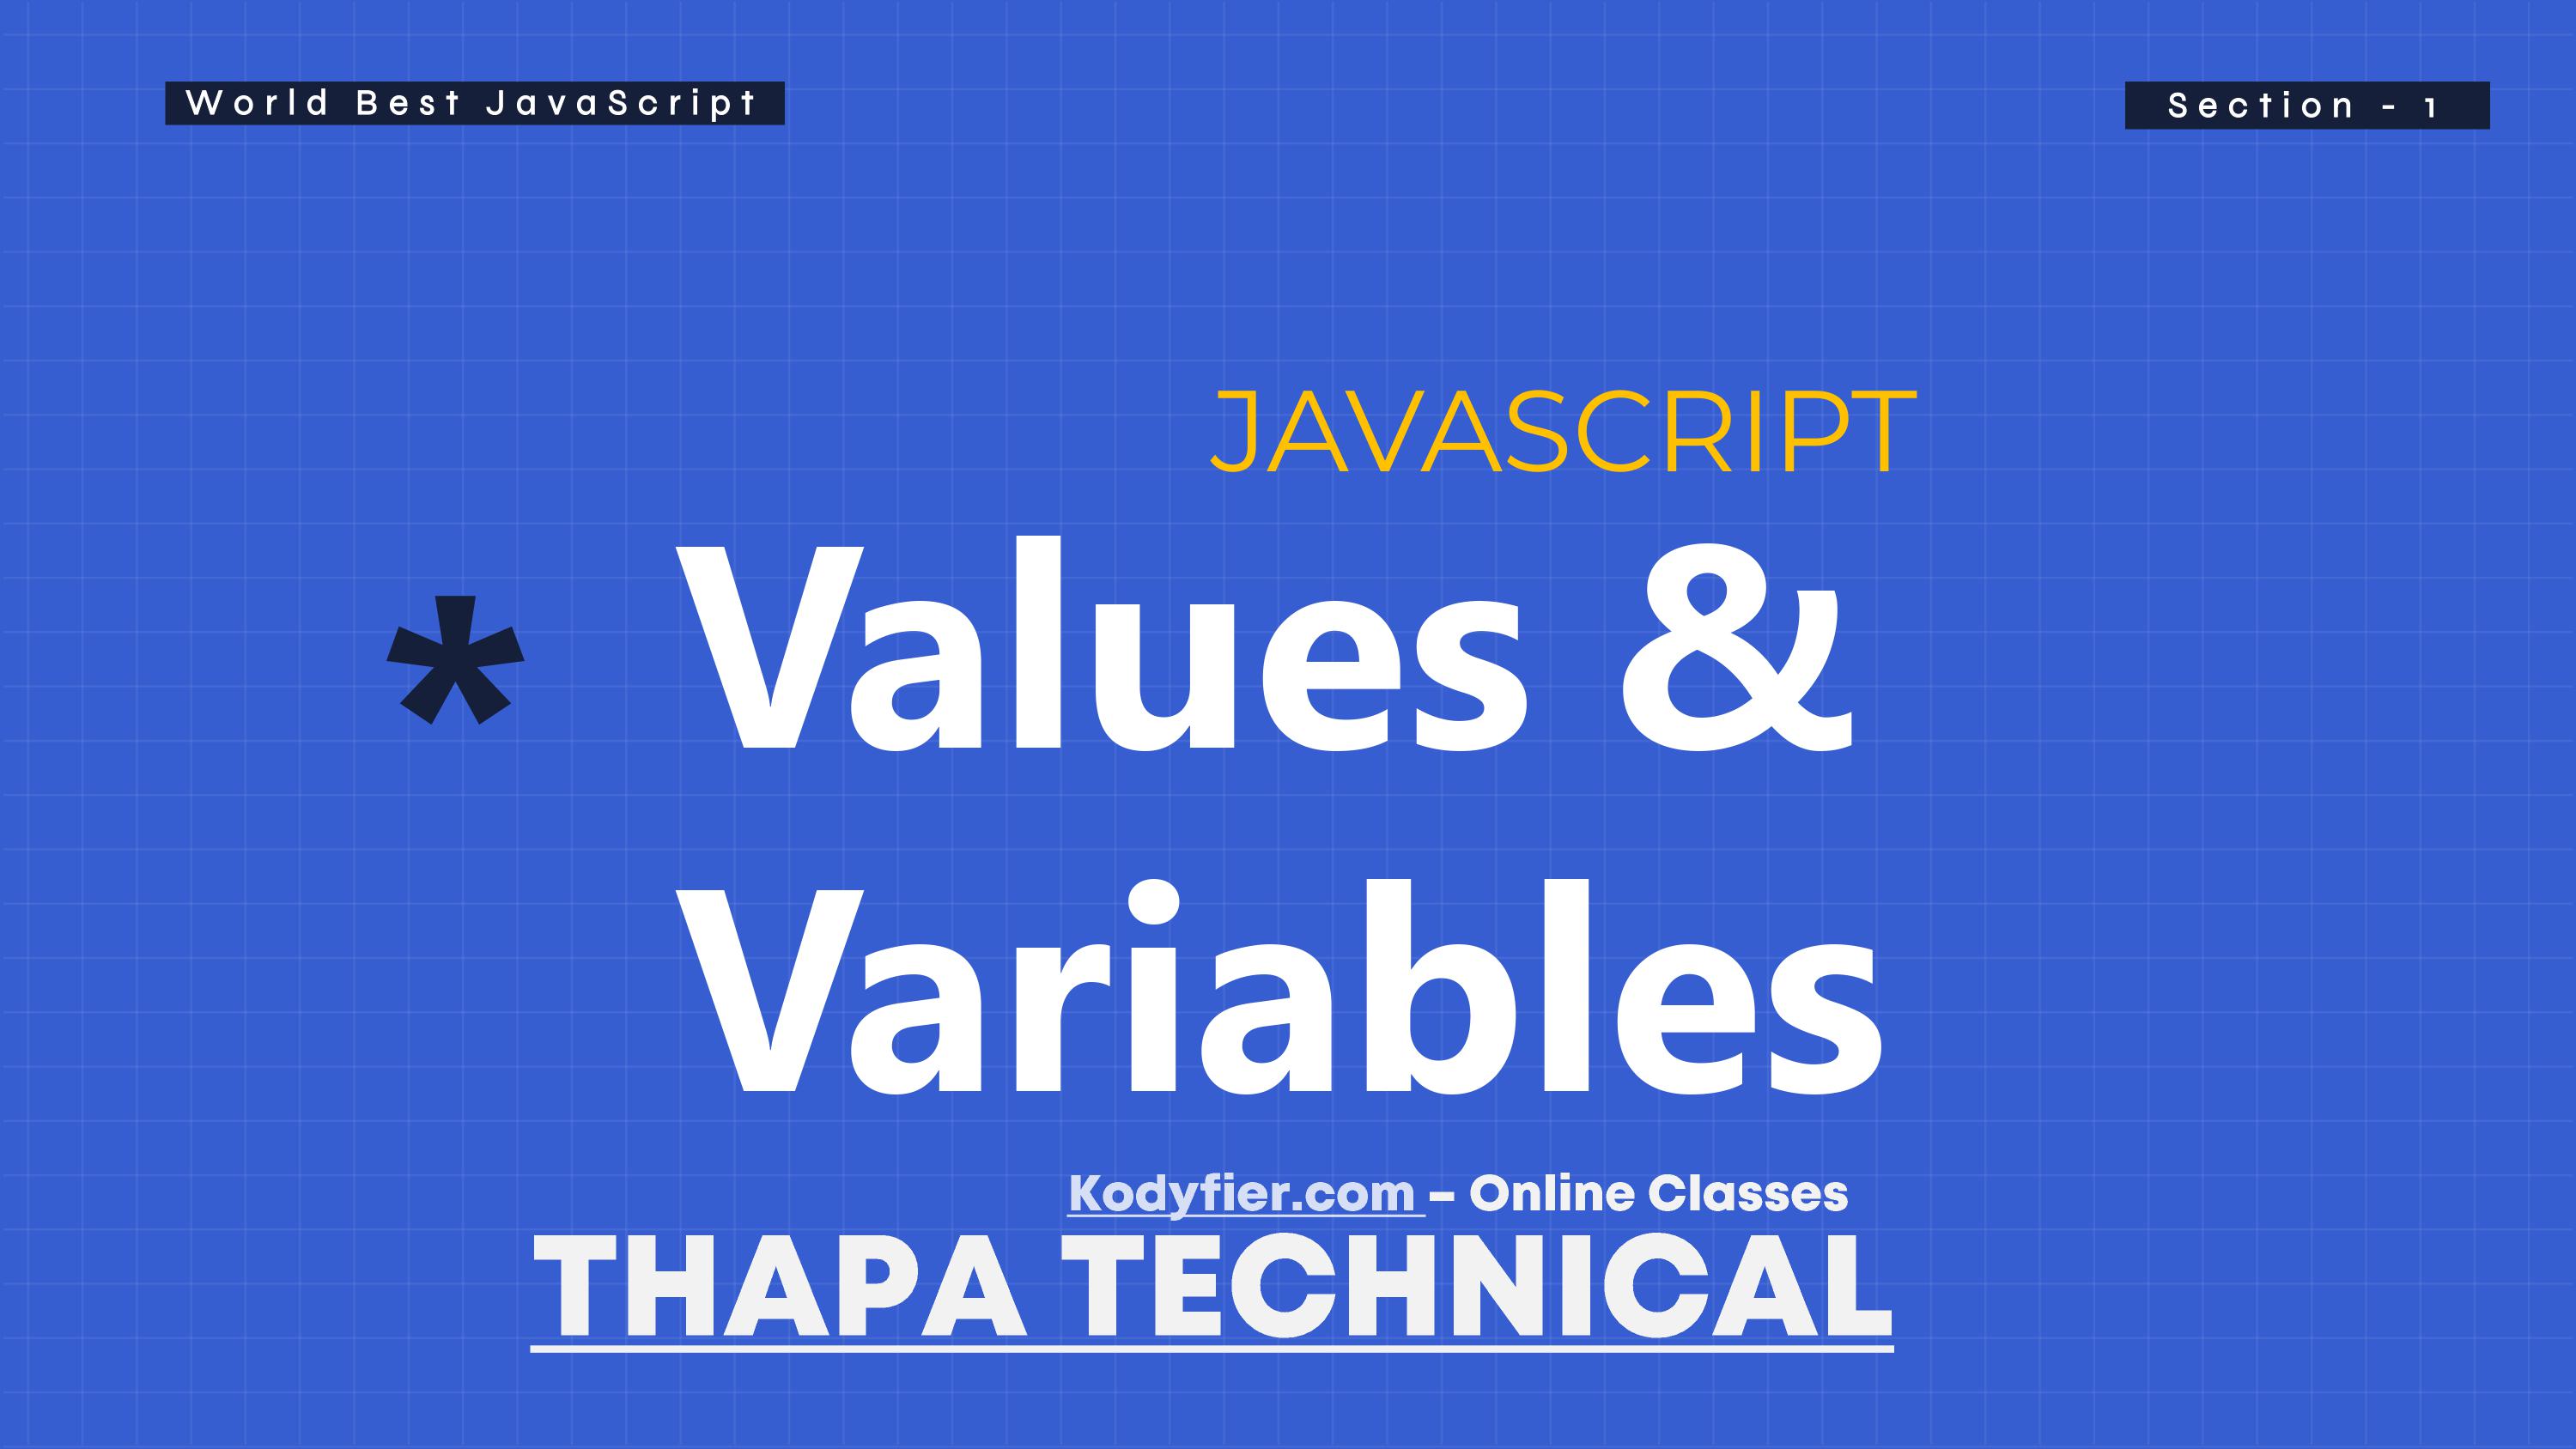 World Best JavaScript
Section - 1
JAVASCRIPT
* Values &
Variables
Kodyfier.com – Online Classes
THAPA TECHNICAL